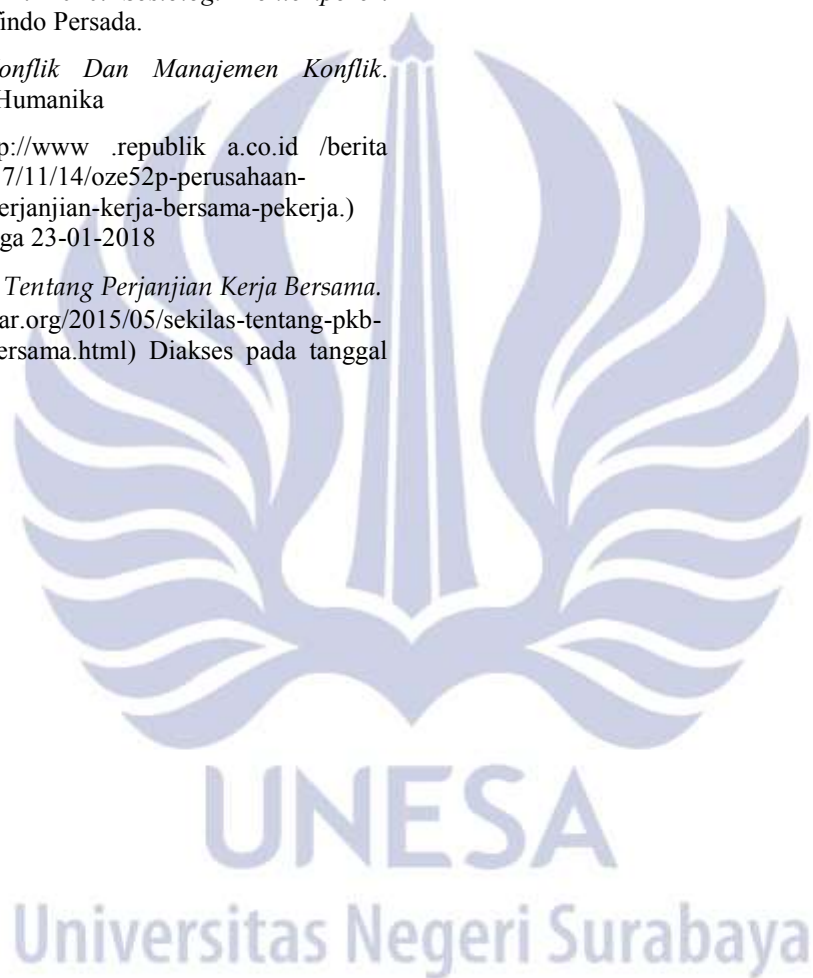 findo Persada.
onflik Dan Manajemen Konflik.
Humanika
p://www .republik a.co.id /berita
7/11/14/oze52p-perusahaan-
erjanjian-kerja-bersama-pekerja.)
ga 23-01-2018
Tentang Perjanjian Kerja Bersama.
ar.org/2015/05/sekilas-tentang-pkb-
ersama.html) Diakses pada tanggal
UNESA
Universitas Negeri Surabaya